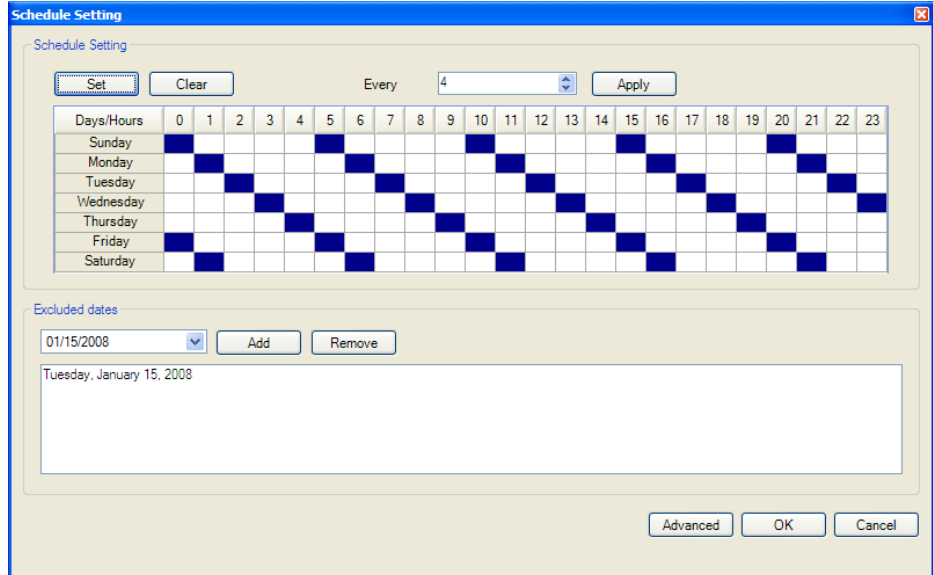 Schedule Setting
Schedule Setting
Set Clear Every 4 Apply
Days/Hours 0 1 2 3 4 5 6 7 8 9 10 11 12 13 14 15 16 17 18 19 20 21 22 23
Sunday
Monday
Tuesday
Wednesday
Thursday
Friday
Saturday
Excluded dates
01/15/2008 Add Remove
Tuesday, January 15, 2008
Advanced OK Cancel